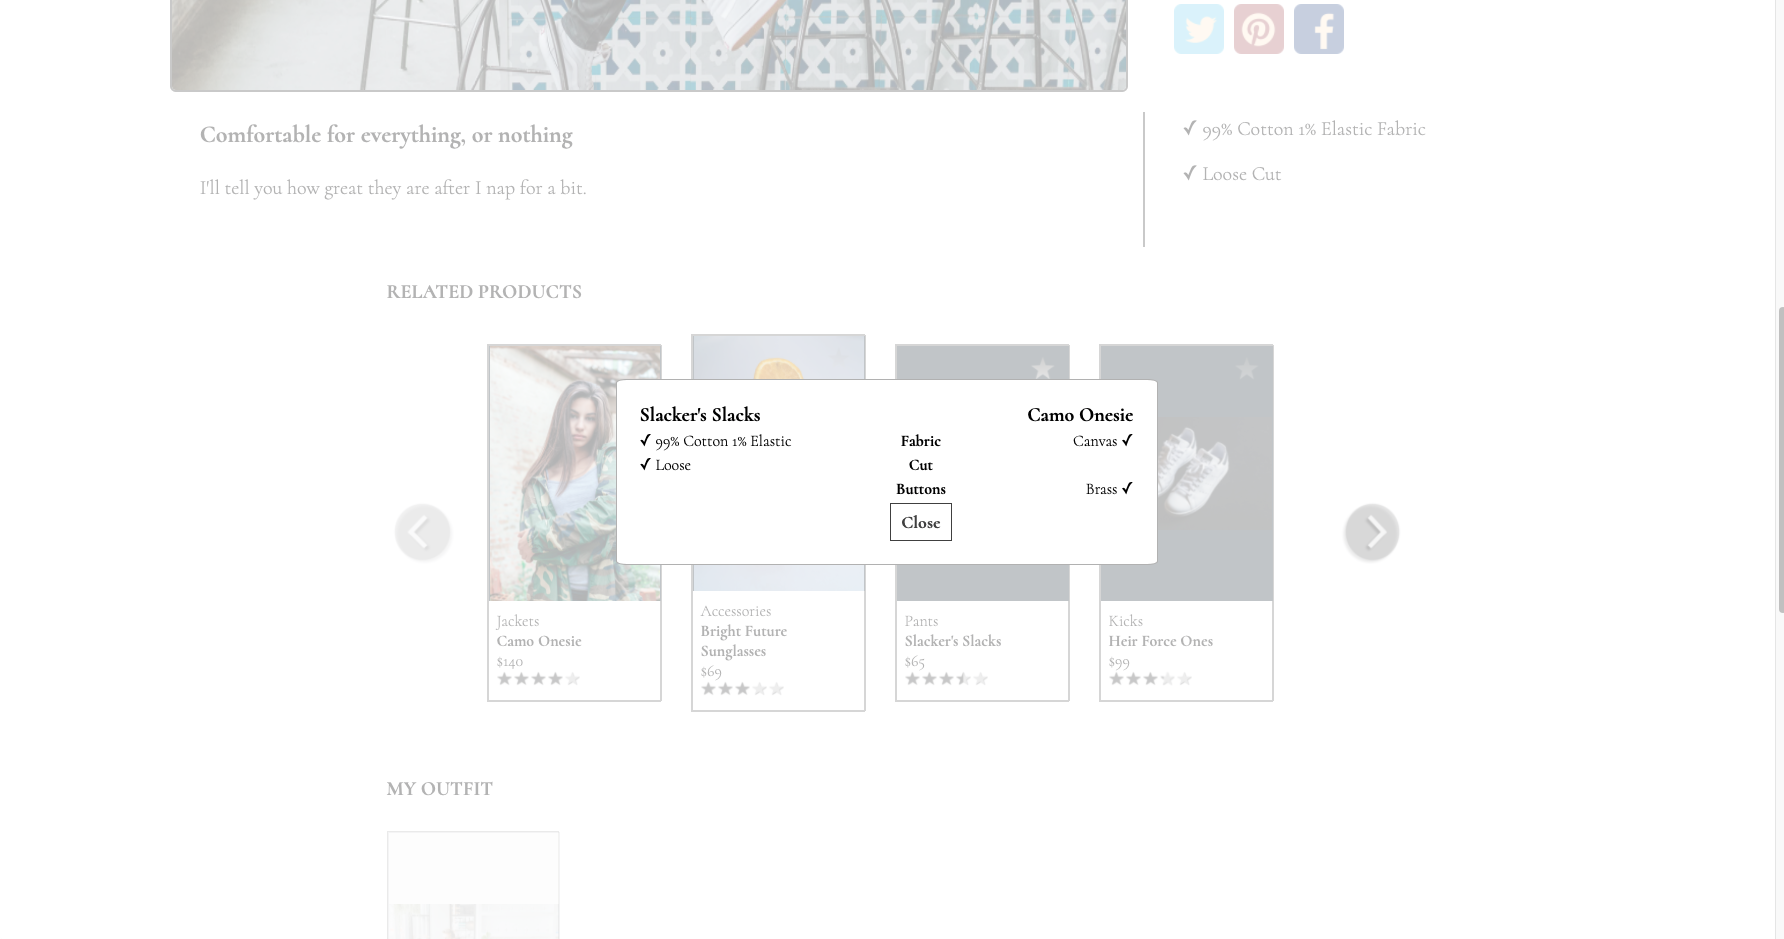 Comfortable for everything, or nothing
I'll tell you how great they are after I nap for a bit.
✓ 99% Cotton 1% Elastic Fabric
✓ Loose Cut
RELATED PRODUCTS
Slacker's Slacks Camo Onesie
✓ 99% Cotton 1% Elastic Fabric Canvas ✓
✓ Loose Cut
Buttons Brass ✓
Close
Jackets
Camo Onesie
$140
Accessories
Bright Future
Sunglasses
$69
Pants
Slacker's Slacks
$65
Kicks
Heir Force Ones
$99
MY OUTFIT